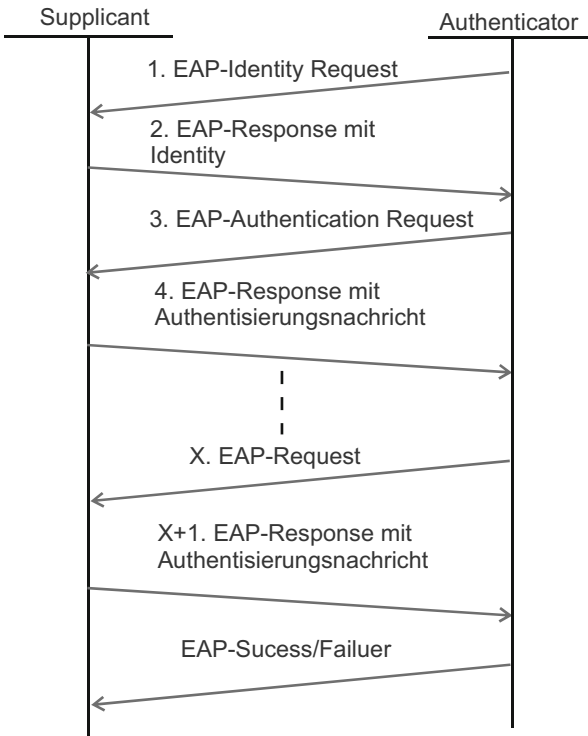 Supplicant
Authenticator
1. EAP-Identity Request
2. EAP-Response mit
Identity
3. EAP-Authentication Request
4. EAP-Response mit
Authentisierungsnachricht
X. EAP-Request
X+1. EAP-Response mit
Authentisierungsnachricht
EAP-Sucess/Failuer